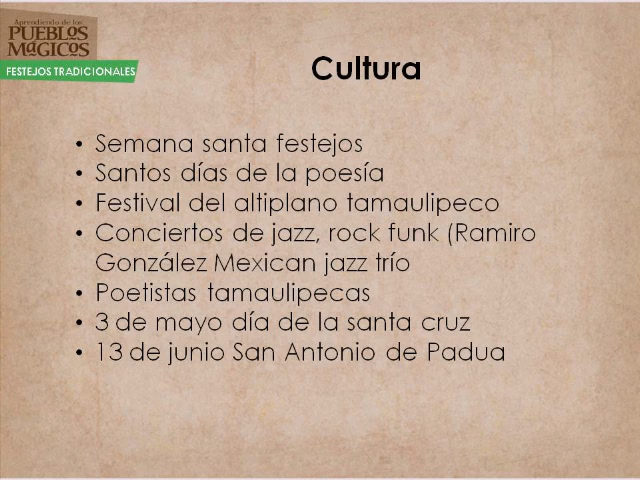 Aprendiendo de los
PUEBLOS
MÁGICOS
FESTEJOS TRADICIONALES
Cultura
• Semana santa festejos
• Santos días de la poesía
• Festival del altiplano tamaulipeco
• Conciertos de jazz, rock funk (Ramiro
González Mexican jazz trío
• Poetistas tamaulipecas
• 3 de mayo día de la santa cruz
• 13 de junio San Antonio de Padua